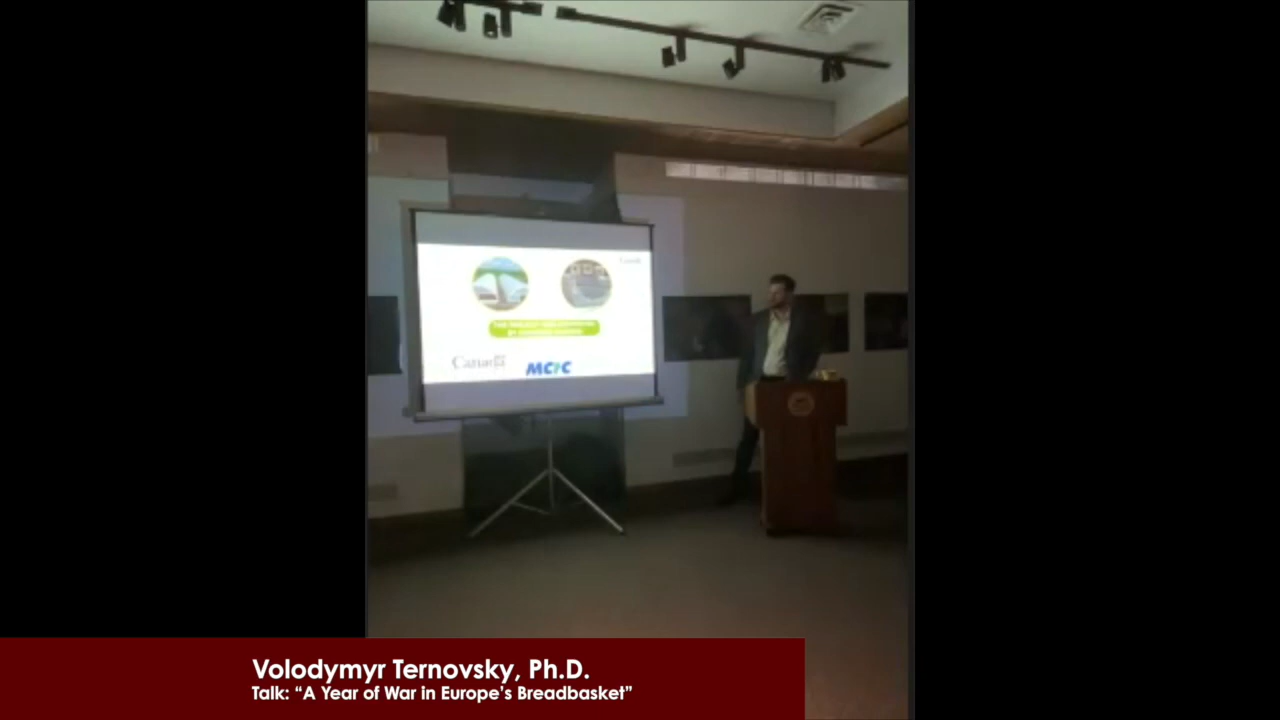 Canada
MCIC
Volodymyr Ternovsky, Ph.D.
Talk: “A Year of War in Europe’s Breadbasket”